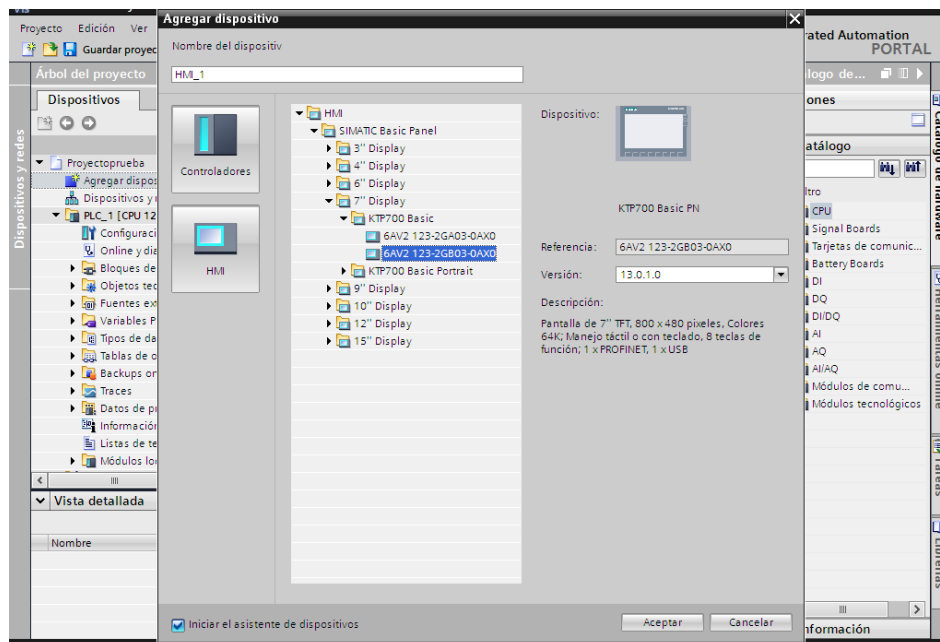 Proyecto Edición Ver
Guardar proyec
Árbol del proyecto
Dispositivos
Dispositivos y redes
Proyectoprueba
Agregar dispos
Dispositivos y r
PLC_1 [CPU 12
Configuraci
Online y dia
Bloques de
Objetos tec
Fuentes ext
Variables P
Tipos de da
Tablas de o
Backups on
Traces
Datos de pr
Información
Listas de te
Módulos loc
Vista detallada
Nombre
Agregar dispositivo
Nombre del dispositiv
HMI_1
Controladores
HMI
HMI
SIMATIC Basic Panel
3'' Display
4'' Display
6'' Display
7'' Display
KTP700 Basic
6AV2 123-2GA03-0AX0
6AV2 123-2GB03-0AX0
KTP700 Basic Portrait
9'' Display
10'' Display
12'' Display
15'' Display
Dispositivo:
KTP700 Basic PN
Referencia: 6AV2 123-2GB03-0AX0
Versión: 13.0.1.0
Descripción:
Pantalla de 7'' TFT, 800 x 480 pixeles, Colores
64K; Manejo táctil o con teclado, 8 teclas de
función; 1 x PROFINET, 1 x USB
Iniciar el asistente de dispositivos
Aceptar Cancelar
rated Automation
PORTAL
logo de...
ones
atálogo
ltro
CPU
Signal Boards
Tarjetas de comunic...
Battery Boards
DI
DQ
DI/DQ
AI
AQ
AI/AQ
Módulos de comu...
Módulos tecnológicos
nformación
Catálogo de hardware
Herramientas online
Tareas
Librerías